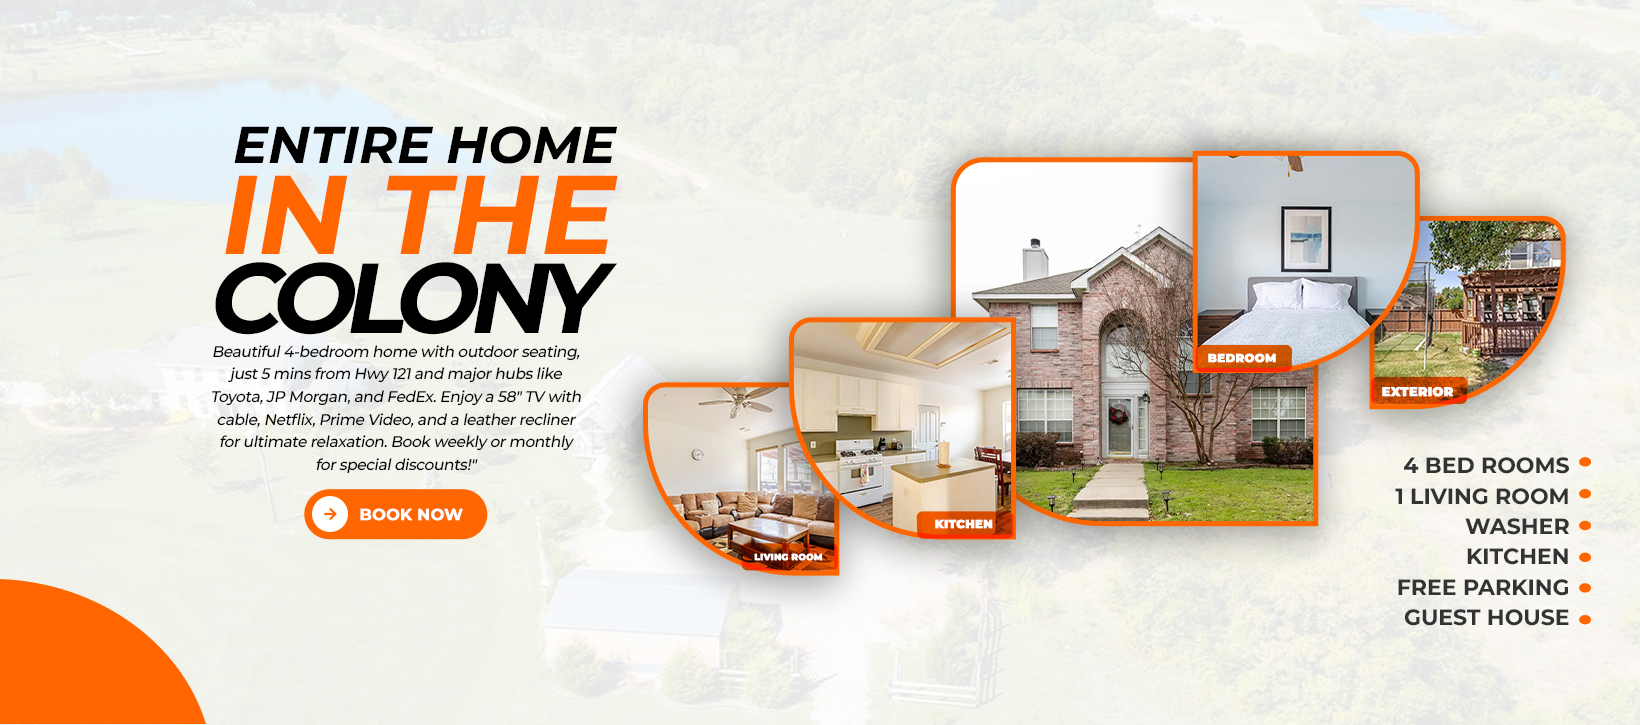 ENTIRE HOME
IN THE
COLONY
Beautiful 4-bedroom home with outdoor seating,
just 5 mins from Hwy 121 and major hubs like
Toyota, JP Morgan, and FedEx. Enjoy a 58" TV with
cable, Netflix, Prime Video, and a leather recliner
for ultimate relaxation. Book weekly or monthly
for special discounts!"
BOOK NOW
LIVING ROOM
KITCHEN
BEDROOM
EXTERIOR
4 BED ROOMS
1 LIVING ROOM
WASHER
KITCHEN
FREE PARKING
GUEST HOUSE